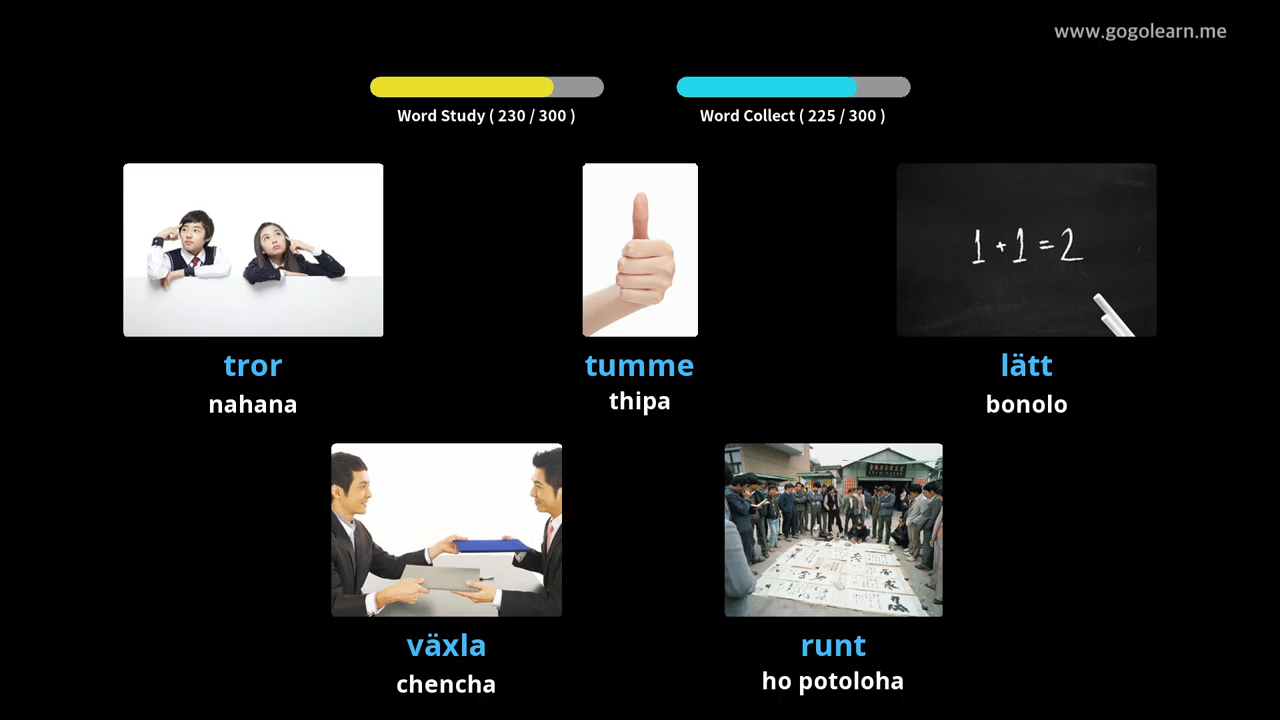 www.gogolearn.me
Word Study ( 230 / 300 )
Word Collect ( 225 / 300 )
1 + 1 = 2
tror
tumme
lätt
nahana
thipa
bonolo
växla
runt
chencha
ho potoloha